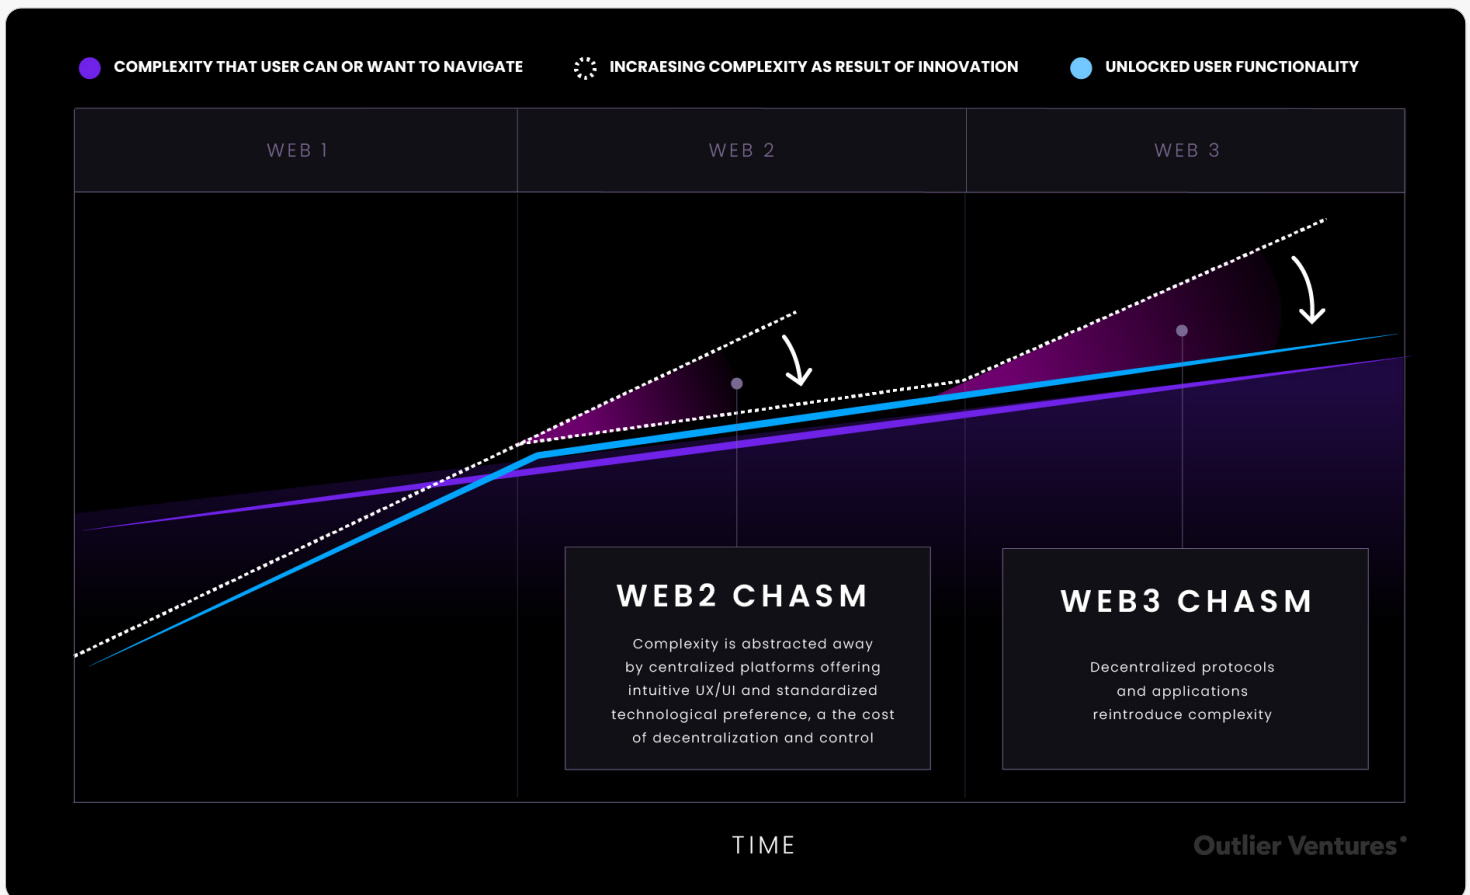 COMPLEXITY THAT USER CAN OR WANT TO NAVIGATE
INCRAESING COMPLEXITY AS RESULT OF INNOVATION
UNLOCKED USER FUNCTIONALITY
WEB 1
WEB 2
WEB 3
WEB2 CHASM
Complexity is abstracted away
by centralized platforms offering
intuitive UX/UI and standardized
technological preference, a the cost
of decentralization and control
WEB3 CHASM
Decentralized protocols
and applications
reintroduce complexity
TIME
Outlier Ventures